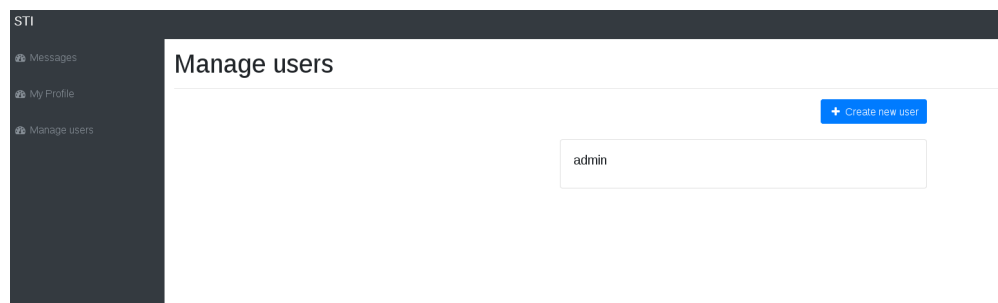 STI
Messages
My Profile
Manage users
Manage users
Create new user
admin